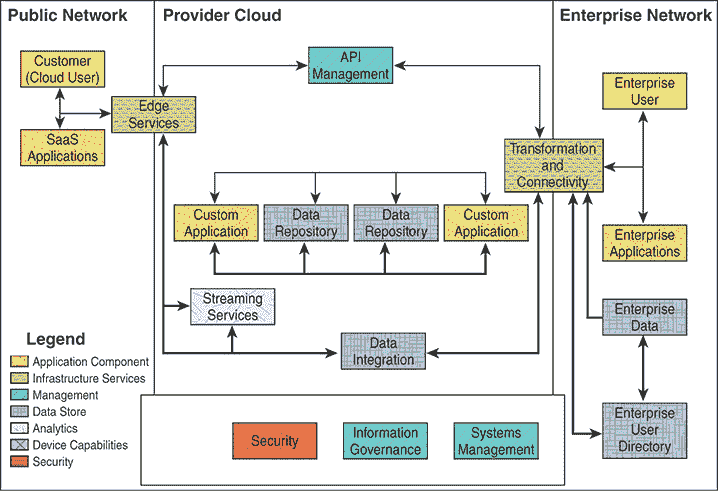 Public Network
Provider Cloud
Enterprise Network
Customer
(Cloud User)
SaaS
Applications
Edge
Services
API
Management
Transformation
and
Connectivity
Enterprise
User
Enterprise
Applications
Custom
Application
Data
Repository
Data
Repository
Custom
Application
Streaming
Services
Data
Integration
Enterprise
Data
Enterprise
User
Directory
Legend
Application Component
Infrastructure Services
Management
Data Store
Analytics
Device Capabilities
Security
Security
Information
Governance
Systems
Management